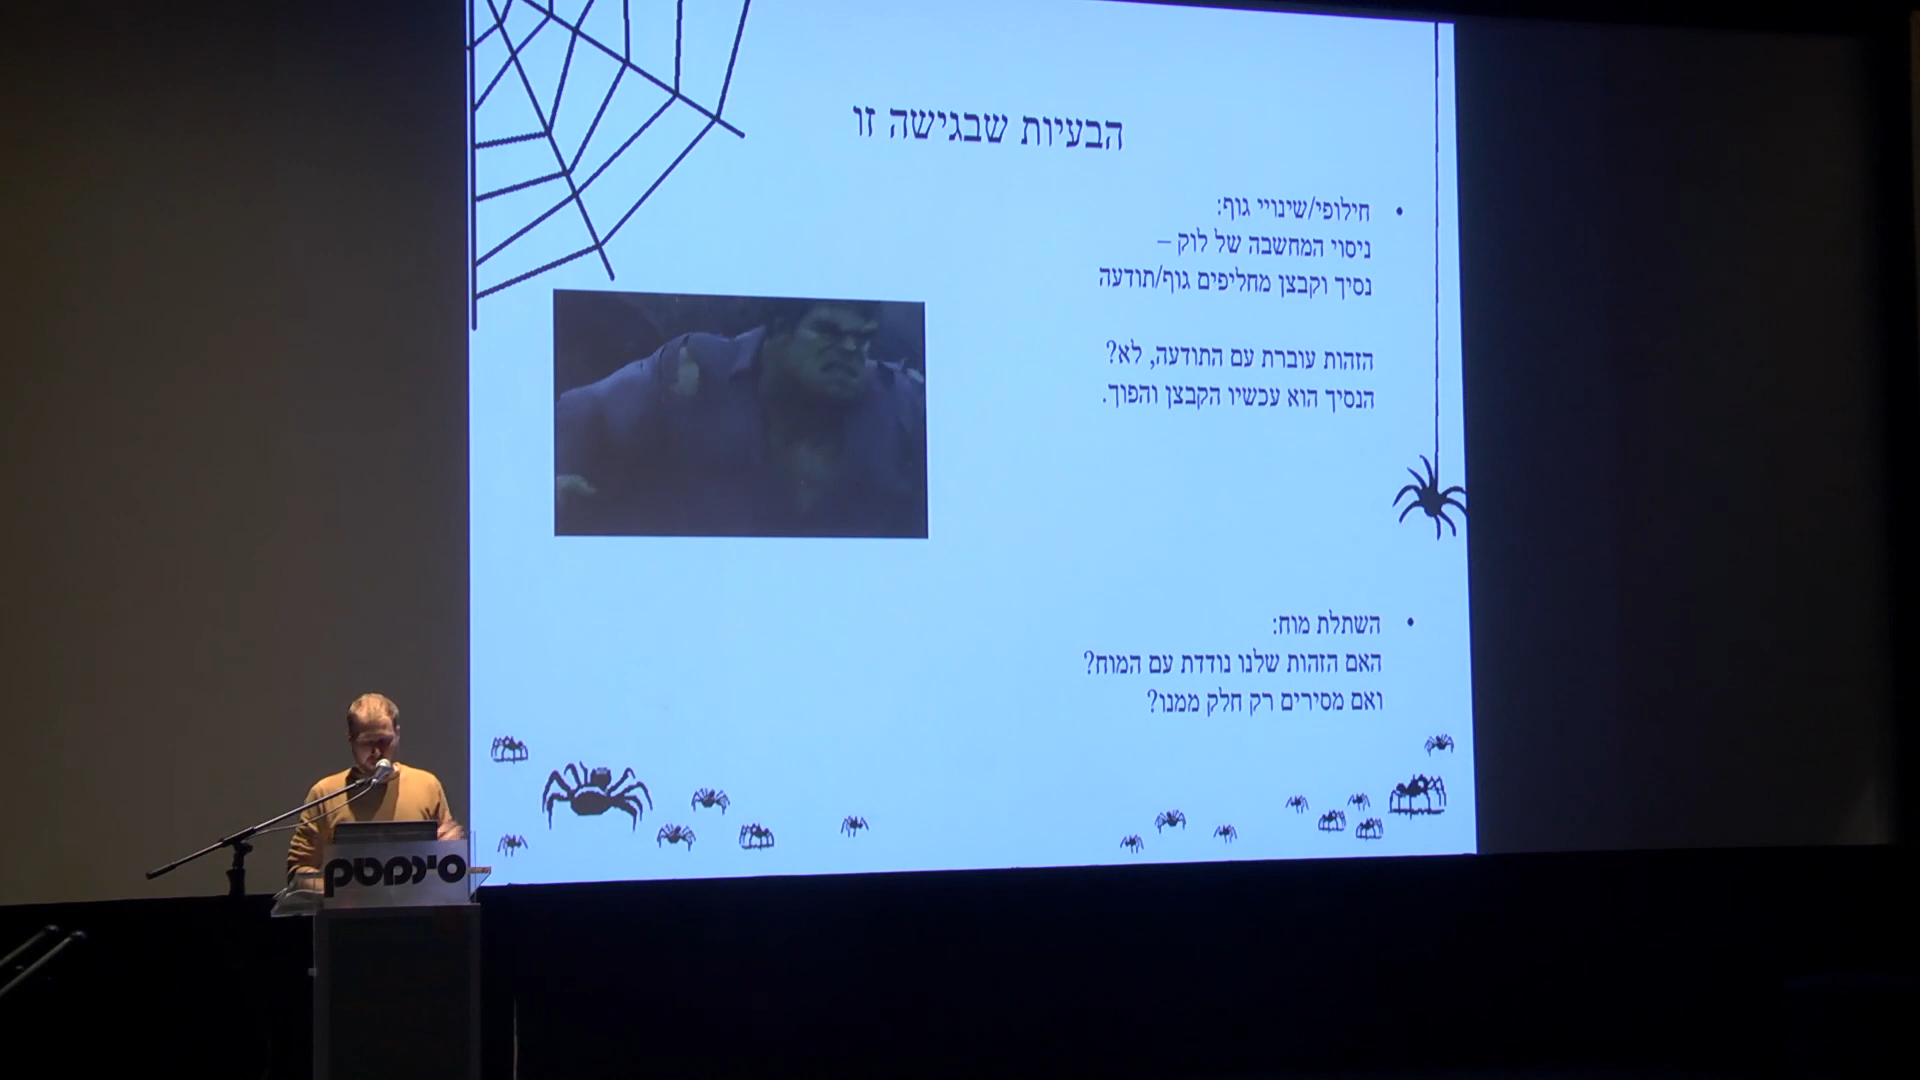 הבעיות שבגישה זו
• חילופי/שינויי גוף:
ניסוי המחשבה של לוק –
נסיך וקבצן מחליפים גוף/תודעה
הזהות עוברת עם התודעה, לא?
הנסיך הוא עכשיו הקבצן והפוך.
• השתלת מוח:
האם הזהות שלנו נודדת עם המוח?
ואם מסירים רק חלק ממנו?
סינמטק